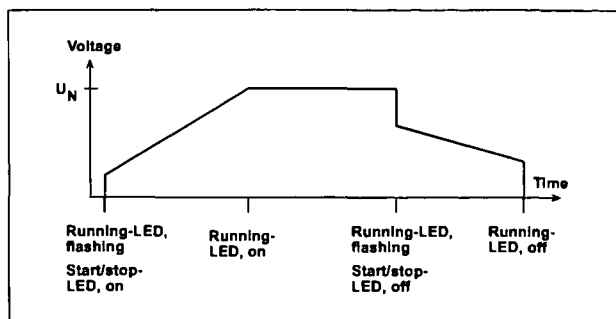 Voltage
UN
Time
Running-LED,
flashing
Start/stop-
LED, on
Running-
LED, on
Running-LED,
flashing
Start/stop-
LED, off
Running-
LED, off